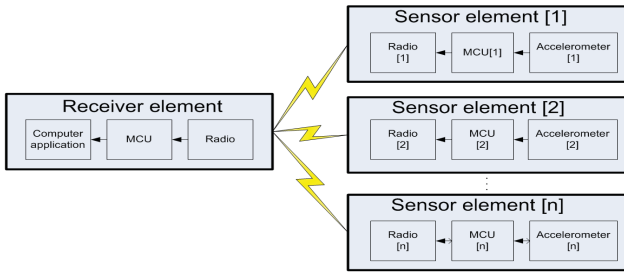 Sensor element [1]
Radio
[1]
MCU[1]
Accelerometer
[1]
Receiver element
Computer
application
MCU
Radio
Sensor element [2]
Radio
[2]
MCU
[2]
Accelerometer
[2]
Sensor element [n]
Radio
[n]
MCU
[n]
Accelerometer
[n]